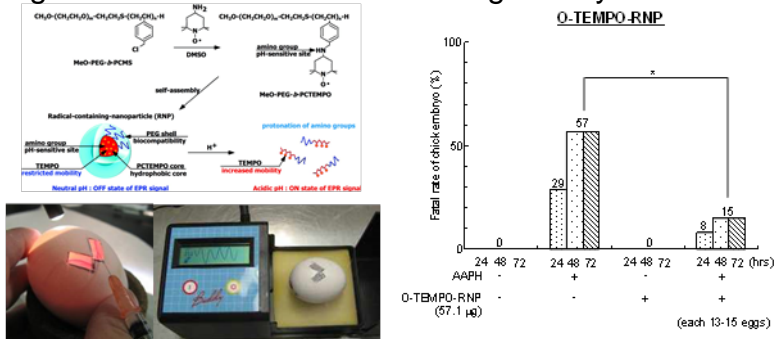 CH₃O-(CH₂CH₂O)ₘ-CH₂CH₂S-(CH₂CH)ₙ-H
Cl
MeO-PEG-b-PCMS
NH₂
N
O•
DMSO
CH₃O-(CH₂CH₂O)ₘ-CH₂CH₂S-(CH₂CH)ₙ-H
amino group
pH-sensitive site
HN
N
O•
MeO-PEG-b-PCTEMPO
self-assembly
Radical-containing-nanoparticle (RNP)
PEG shell
biocompatibility
amino group
pH-sensitive site
TEMPO
restricted mobility
PCTEMPO core
hydrophobic core
Neutral pH : OFF state of EPR signal
H⁺
protonation of amino groups
TEMPO
increased mobility
Acidic pH : ON state of EPR signal
Buddy
O-TEMPO-RNP
Fatal rate of chick embryo (%)
100
50
0
0
29
57
0
8
15
*
24 48 72 24 48 72 24 48 72 24 48 72 (hrs)
AAPH - + - +
O-TEMPO-RNP - - + +
(57.1 μg)
(each 13-15 eggs)